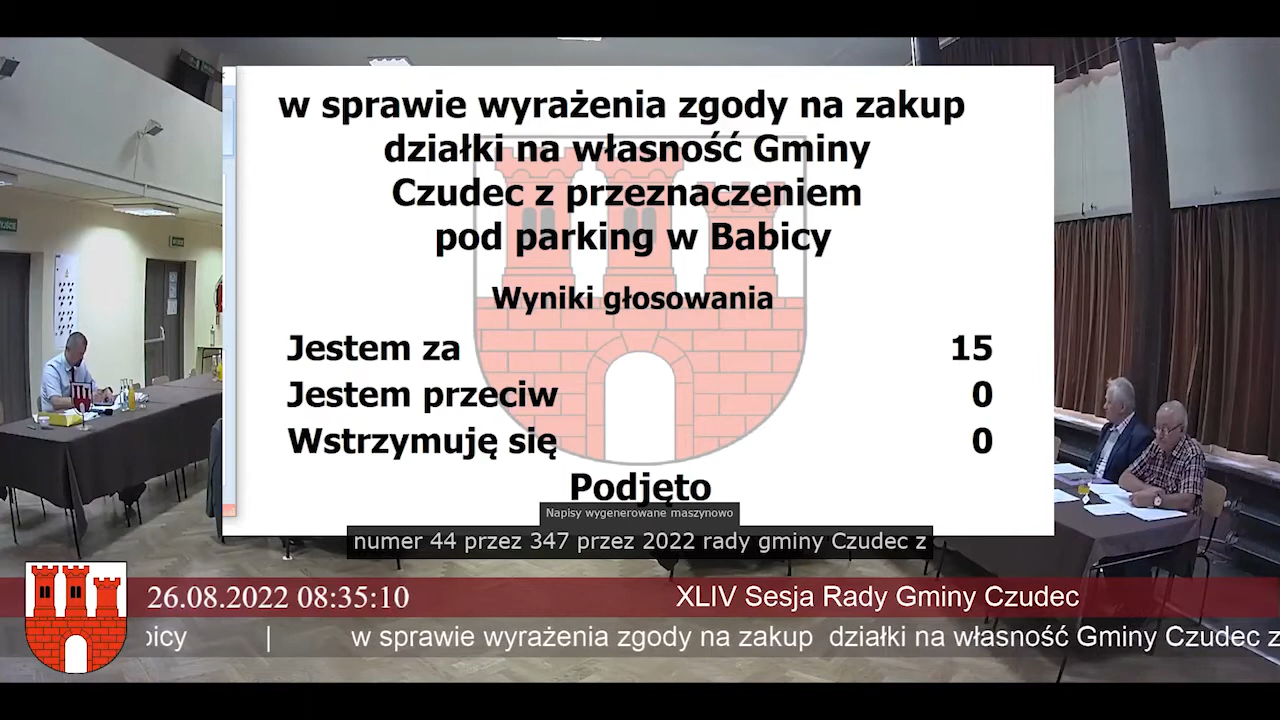 w sprawie wyrażenia zgody na zakup
działki na własność Gminy
Czudec z przeznaczeniem
pod parking w Babicy
Wyniki głosowania
Jestem za 15
Jestem przeciw 0
Wstrzymuję się 0
Podjęto
Napisy wygenerowane maszynowo
numer 44 przez 347 przez 2022 rady gminy Czudec z
26.08.2022 08:35:10 XLIV Sesja Rady Gminy Czudec
bicy | w sprawie wyrażenia zgody na zakup działki na własność Gminy Czudec z